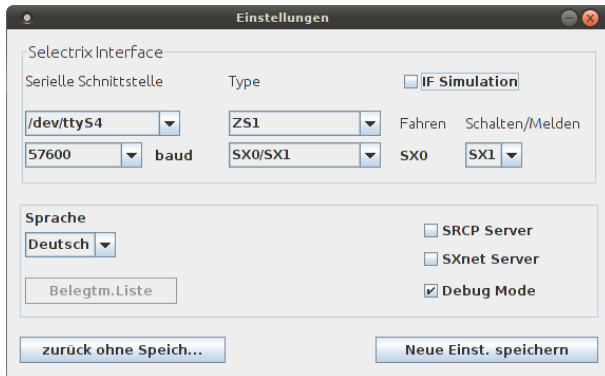 Einstellungen
Selectrix Interface
Serielle Schnittstelle Type IF Simulation
/dev/ttyS4 ZS1 Fahren Schalten/Melden
57600 baud SX0/SX1 SX0 SX1
Sprache
Deutsch
SRCP Server
SXnet Server
Belegtm.Liste Debug Mode
zurück ohne Speich... Neue Einst. speichern